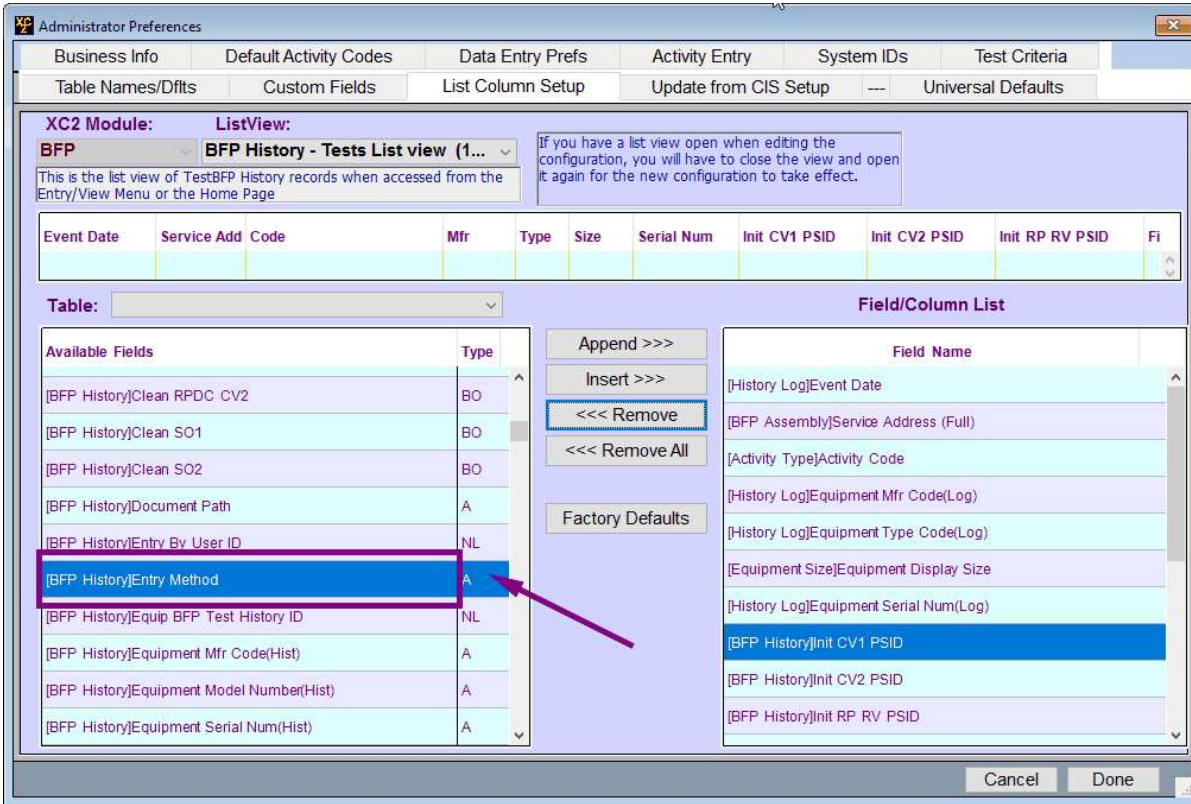 Administrator Preferences
Business Info Default Activity Codes Data Entry Prefs Activity Entry System IDs Test Criteria
Table Names/Dflts Custom Fields List Column Setup Update from CIS Setup --- Universal Defaults
XC2 Module: ListView:
BFP BFP History - Tests List view (1...
This is the list view of TestBFP History records when accessed from the
Entry/View Menu or the Home Page
If you have a list view open when editing the
configuration, you will have to close the view and open
it again for the new configuration to take effect.
Event Date Service Add Code Mfr Type Size Serial Num Init CV1 PSID Init CV2 PSID Init RP RV PSID Fi
Table:
Available Fields Type
[BFP History]Clean RPDC CV2 BO
[BFP History]Clean SO1 BO
[BFP History]Clean SO2 BO
[BFP History]Document Path A
[BFP History]Entry By User ID NL
[BFP History]Entry Method A
[BFP History]Equip BFP Test History ID NL
[BFP History]Equipment Mfr Code(Hist) A
[BFP History]Equipment Model Number(Hist) A
[BFP History]Equipment Serial Num(Hist) A
Append >>>
Insert >>>
<<< Remove
<<< Remove All
Factory Defaults
Field/Column List
Field Name
[History Log]Event Date
[BFP Assembly]Service Address (Full)
[Activity Type]Activity Code
[History Log]Equipment Mfr Code(Log)
[History Log]Equipment Type Code(Log)
[Equipment Size]Equipment Display Size
[History Log]Equipment Serial Num(Log)
[BFP History]Init CV1 PSID
[BFP History]Init CV2 PSID
[BFP History]Init RP RV PSID
Cancel Done